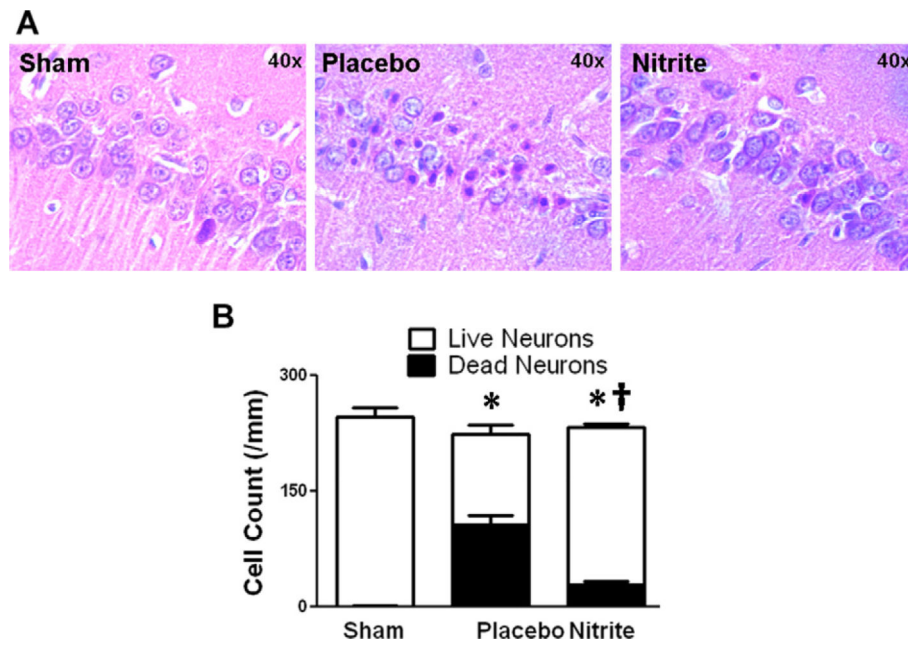 A
Sham 40x
Placebo 40x
Nitrite 40x
B
Live Neurons
Dead Neurons
300
* *†
150
Cell Count (/mm)
0
Sham Placebo Nitrite